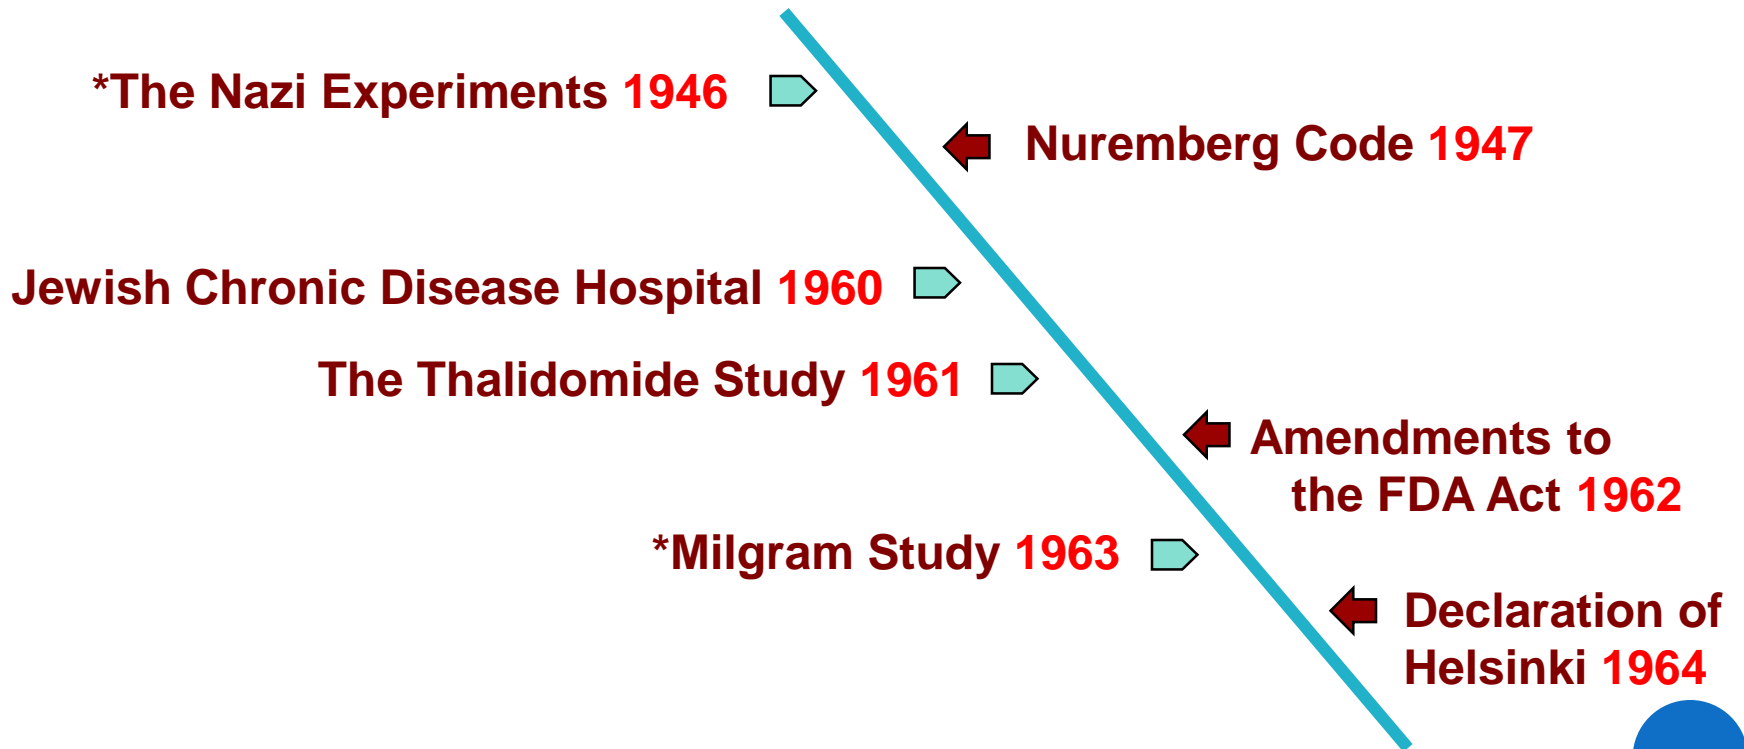 *The Nazi Experiments 1946
Nuremberg Code 1947
Jewish Chronic Disease Hospital 1960
The Thalidomide Study 1961
Amendments to
the FDA Act 1962
*Milgram Study 1963
Declaration of
Helsinki 1964